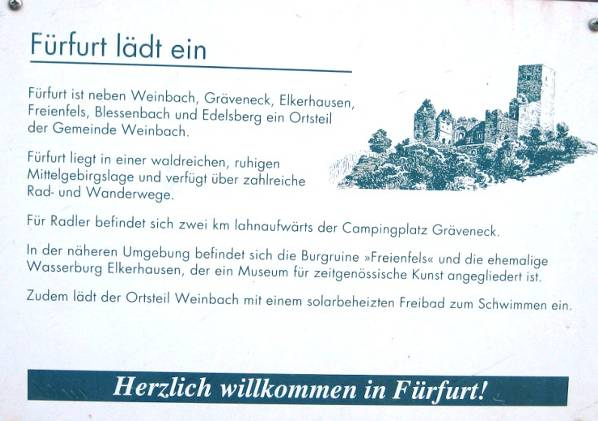 Fürfurt lädt ein
Fürfurt ist neben Weinbach, Gräveneck, Elkerhausen,
Freienfels, Blessenbach und Edelsberg ein Ortsteil
der Gemeinde Weinbach.
Fürfurt liegt in einer waldreichen, ruhigen
Mittelgebirgslage und verfügt über zahlreiche
Rad- und Wanderwege.
Für Radler befindet sich zwei km lahnaufwärts der Campingplatz Gräveneck.
In der näheren Umgebung befindet sich die Burgruine »Freienfels« und die ehemalige
Wasserburg Elkerhausen, der ein Museum für zeitgenössische Kunst angegliedert ist.
Zudem lädt der Ortsteil Weinbach mit einem solarbeheizten Freibad zum Schwimmen ein.
Herzlich willkommen in Fürfurt!